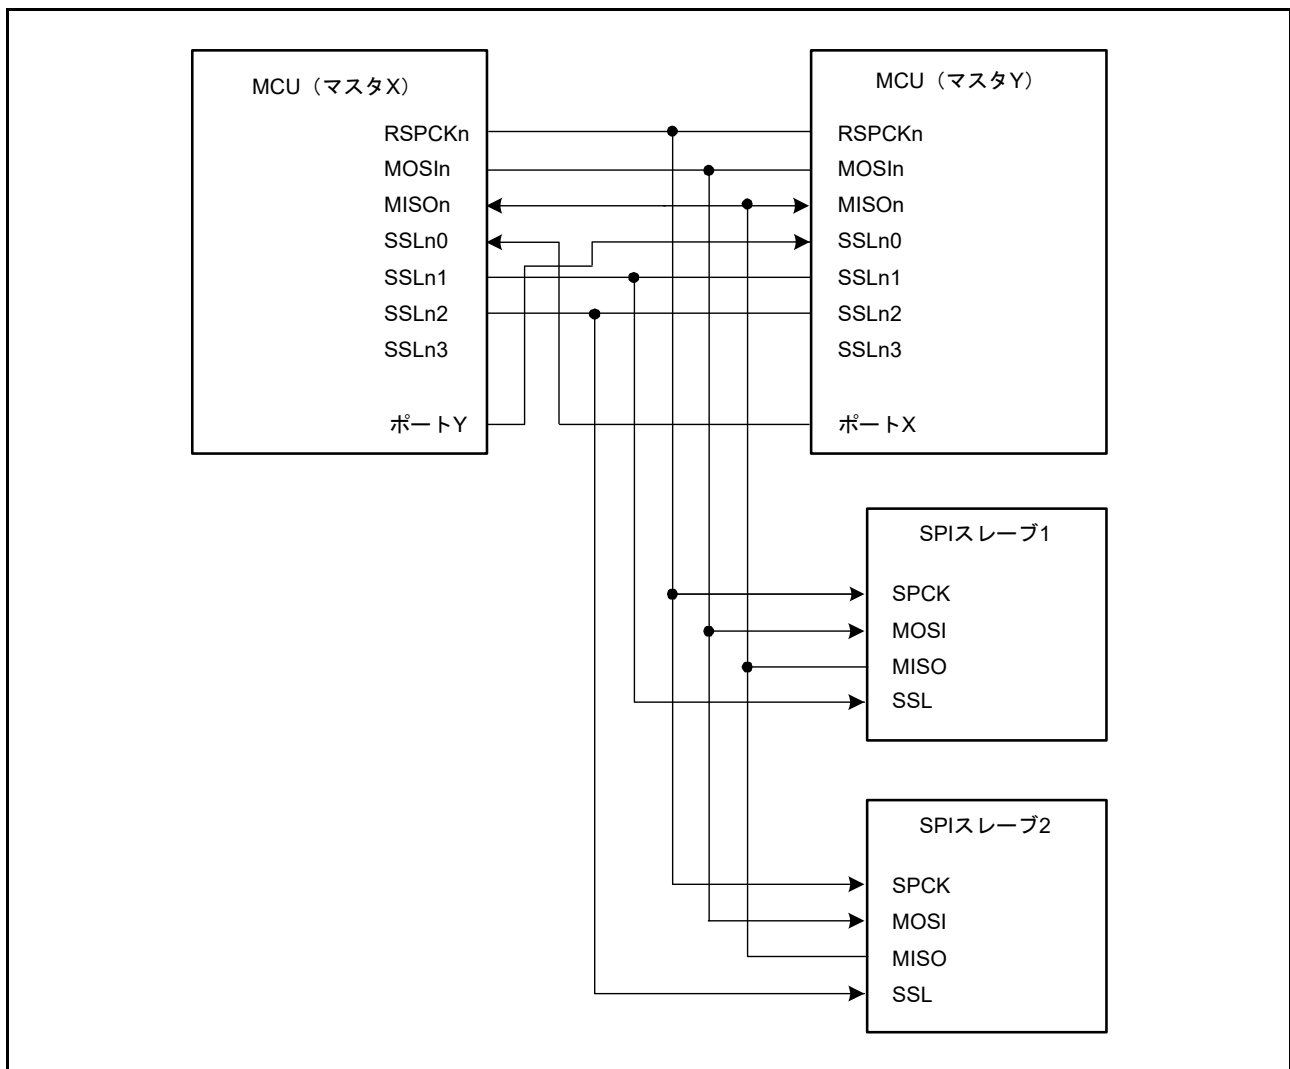 MCU（マスタX）
RSPCKn
MOSIn
MISOn
SSLn0
SSLn1
SSLn2
SSLn3
ポートY
MCU（マスタY）
RSPCKn
MOSIn
MISOn
SSLn0
SSLn1
SSLn2
SSLn3
ポートX
SPIスレーブ1
SPCK
MOSI
MISO
SSL
SPIスレーブ2
SPCK
MOSI
MISO
SSL